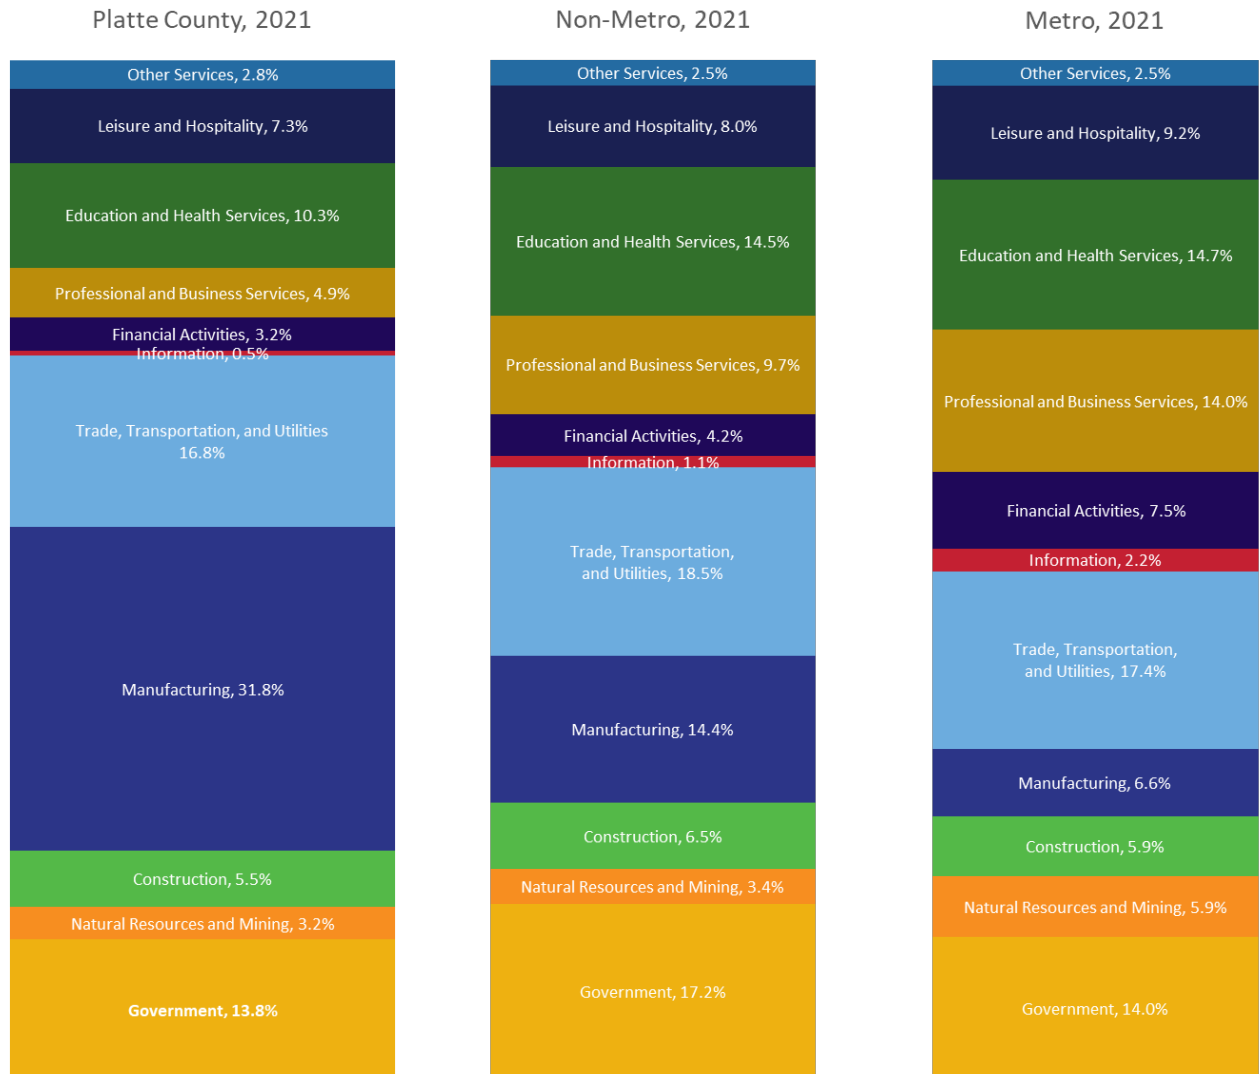 Platte County, 2021
Other Services, 2.8%
Leisure and Hospitality, 7.3%
Education and Health Services, 10.3%
Professional and Business Services, 4.9%
Financial Activities, 3.2%
Information, 0.5%
Trade, Transportation, and Utilities
16.8%
Manufacturing, 31.8%
Construction, 5.5%
Natural Resources and Mining, 3.2%
Government, 13.8%
Non-Metro, 2021
Other Services, 2.5%
Leisure and Hospitality, 8.0%
Education and Health Services, 14.5%
Professional and Business Services, 9.7%
Financial Activities, 4.2%
Information, 1.1%
Trade, Transportation,
and Utilities, 18.5%
Manufacturing, 14.4%
Construction, 6.5%
Natural Resources and Mining, 3.4%
Government, 17.2%
Metro, 2021
Other Services, 2.5%
Leisure and Hospitality, 9.2%
Education and Health Services, 14.7%
Professional and Business Services, 14.0%
Financial Activities, 7.5%
Information, 2.2%
Trade, Transportation,
and Utilities, 17.4%
Manufacturing, 6.6%
Construction, 5.9%
Natural Resources and Mining, 5.9%
Government, 14.0%